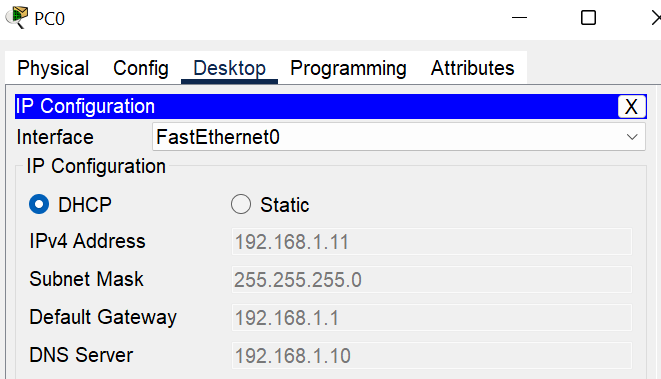 PC0
Physical Config Desktop Programming Attributes
IP Configuration X
Interface FastEthernet0
IP Configuration
DHCP Static
IPv4 Address 192.168.1.11
Subnet Mask 255.255.255.0
Default Gateway 192.168.1.1
DNS Server 192.168.1.10